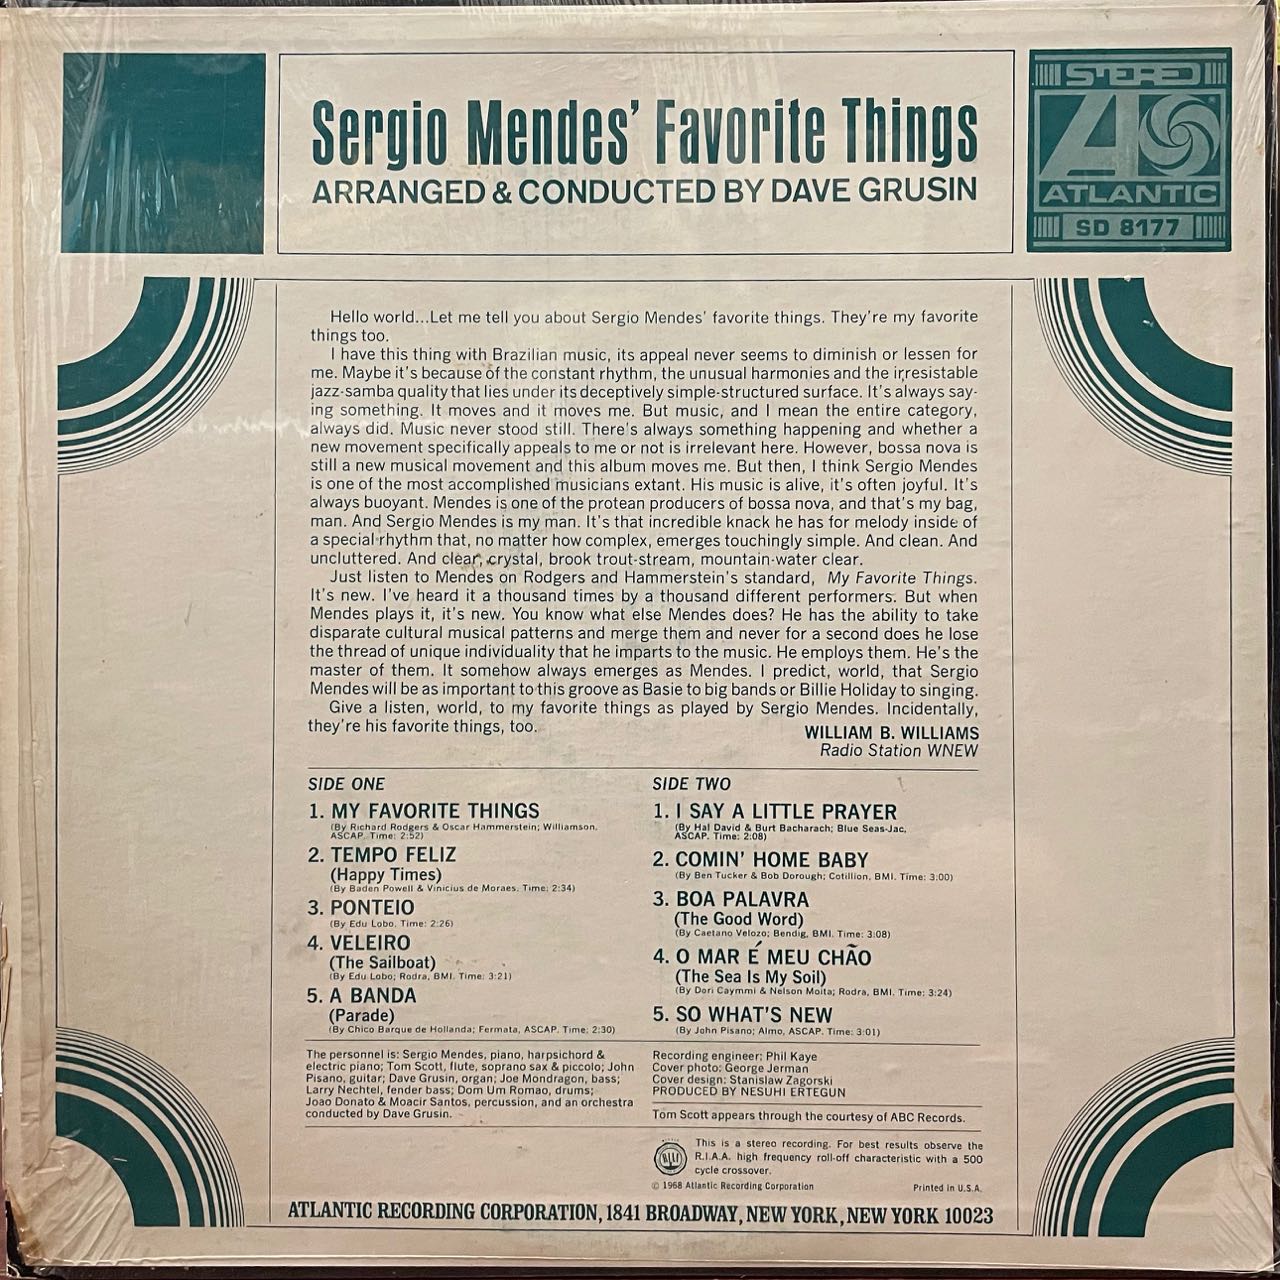 Sergio Mendes' Favorite Things
ARRANGED & CONDUCTED BY DAVE GRUSIN
STEREO
ATLANTIC
SD 8177
Hello world...Let me tell you about Sergio Mendes' favorite things. They're my favorite
things too.
I have this thing with Brazilian music, its appeal never seems to diminish or lessen for
me. Maybe it's because of the constant rhythm, the unusual harmonies and the irresistable
jazz-samba quality that lies under its deceptively simple-structured surface. It's always say-
ing something. It moves and it moves me. But music, and I mean the entire category,
always did. Music never stood still. There's always something happening and whether a
new movement specifically appeals to me or not is irrelevant here. However, bossa nova is
still a new musical movement and this album moves me. But then, I think Sergio Mendes
is one of the most accomplished musicians extant. His music is alive, it's often joyful. It's
always buoyant. Mendes is one of the protean producers of bossa nova, and that's my bag,
man. And Sergio Mendes is my man. It's that incredible knack he has for melody inside of
a special rhythm that, no matter how complex, emerges touchingly simple. And clean. And
uncluttered. And clear, crystal, brook trout-stream, mountain-water clear.
Just listen to Mendes on Rodgers and Hammerstein's standard, My Favorite Things.
It's new. I've heard it a thousand times by a thousand different performers. But when
Mendes plays it, it's new. You know what else Mendes does? He has the ability to take
disparate cultural musical patterns and merge them and never for a second does he lose
the thread of unique individuality that he imparts to the music. He employs them. He's the
master of them. It somehow always emerges as Mendes. I predict, world, that Sergio
Mendes will be as important to this groove as Basie to big bands or Billie Holiday to singing.
Give a listen, world, to my favorite things as played by Sergio Mendes. Incidentally,
they're his favorite things, too.
WILLIAM B. WILLIAMS
Radio Station WNEW
SIDE ONE
1. MY FAVORITE THINGS
(By Richard Rodgers & Oscar Hammerstein; Williamson,
ASCAP. Time: 2:52)
2. TEMPO FELIZ
(Happy Times)
(By Baden Powell & Vinicius de Moraes. Time: 2:34)
3. PONTEIO
(By Edu Lobo. Time: 2:26)
4. VELEIRO
(The Sailboat)
(By Edu Lobo; Rodra, BMI. Time: 3:21)
5. A BANDA
(Parade)
(By Chico Barque de Hollanda; Fermata, ASCAP. Time: 2:30)
SIDE TWO
1. I SAY A LITTLE PRAYER
(By Hal David & Burt Bacharach; Blue Seas-Jac,
ASCAP. Time: 2:08)
2. COMIN' HOME BABY
(By Ben Tucker & Bob Dorough; Cotillion, BMI. Time: 3:00)
3. BOA PALAVRA
(The Good Word)
(By Caetano Velozo; Bendig, BMI. Time: 3:08)
4. O MAR É MEU CHÃO
(The Sea Is My Soil)
(By Dori Caymmi & Nelson Moita; Rodra, BMI. Time: 3:24)
5. SO WHAT'S NEW
(By John Pisano; Almo, ASCAP. Time: 3:01)
The personnel is: Sergio Mendes, piano, harpsichord &
electric piano; Tom Scott, flute, soprano sax & piccolo; John
Pisano, guitar; Dave Grusin, organ; Joe Mondragon, bass;
Larry Nechtel, fender bass; Dom Um Romao, drums;
Joao Donato & Moacir Santos, percussion, and an orchestra
conducted by Dave Grusin.
Recording engineer: Phil Kaye
Cover photo: George Jerman
Cover design: Stanislaw Zagorski
PRODUCED BY NESUHI ERTEGUN
Tom Scott appears through the courtesy of ABC Records.
This is a stereo recording. For best results observe the
R.I.A.A. high frequency roll-off characteristic with a 500
cycle crossover.
© 1968 Atlantic Recording Corporation
Printed in U.S.A.
ATLANTIC RECORDING CORPORATION, 1841 BROADWAY, NEW YORK, NEW YORK 10023